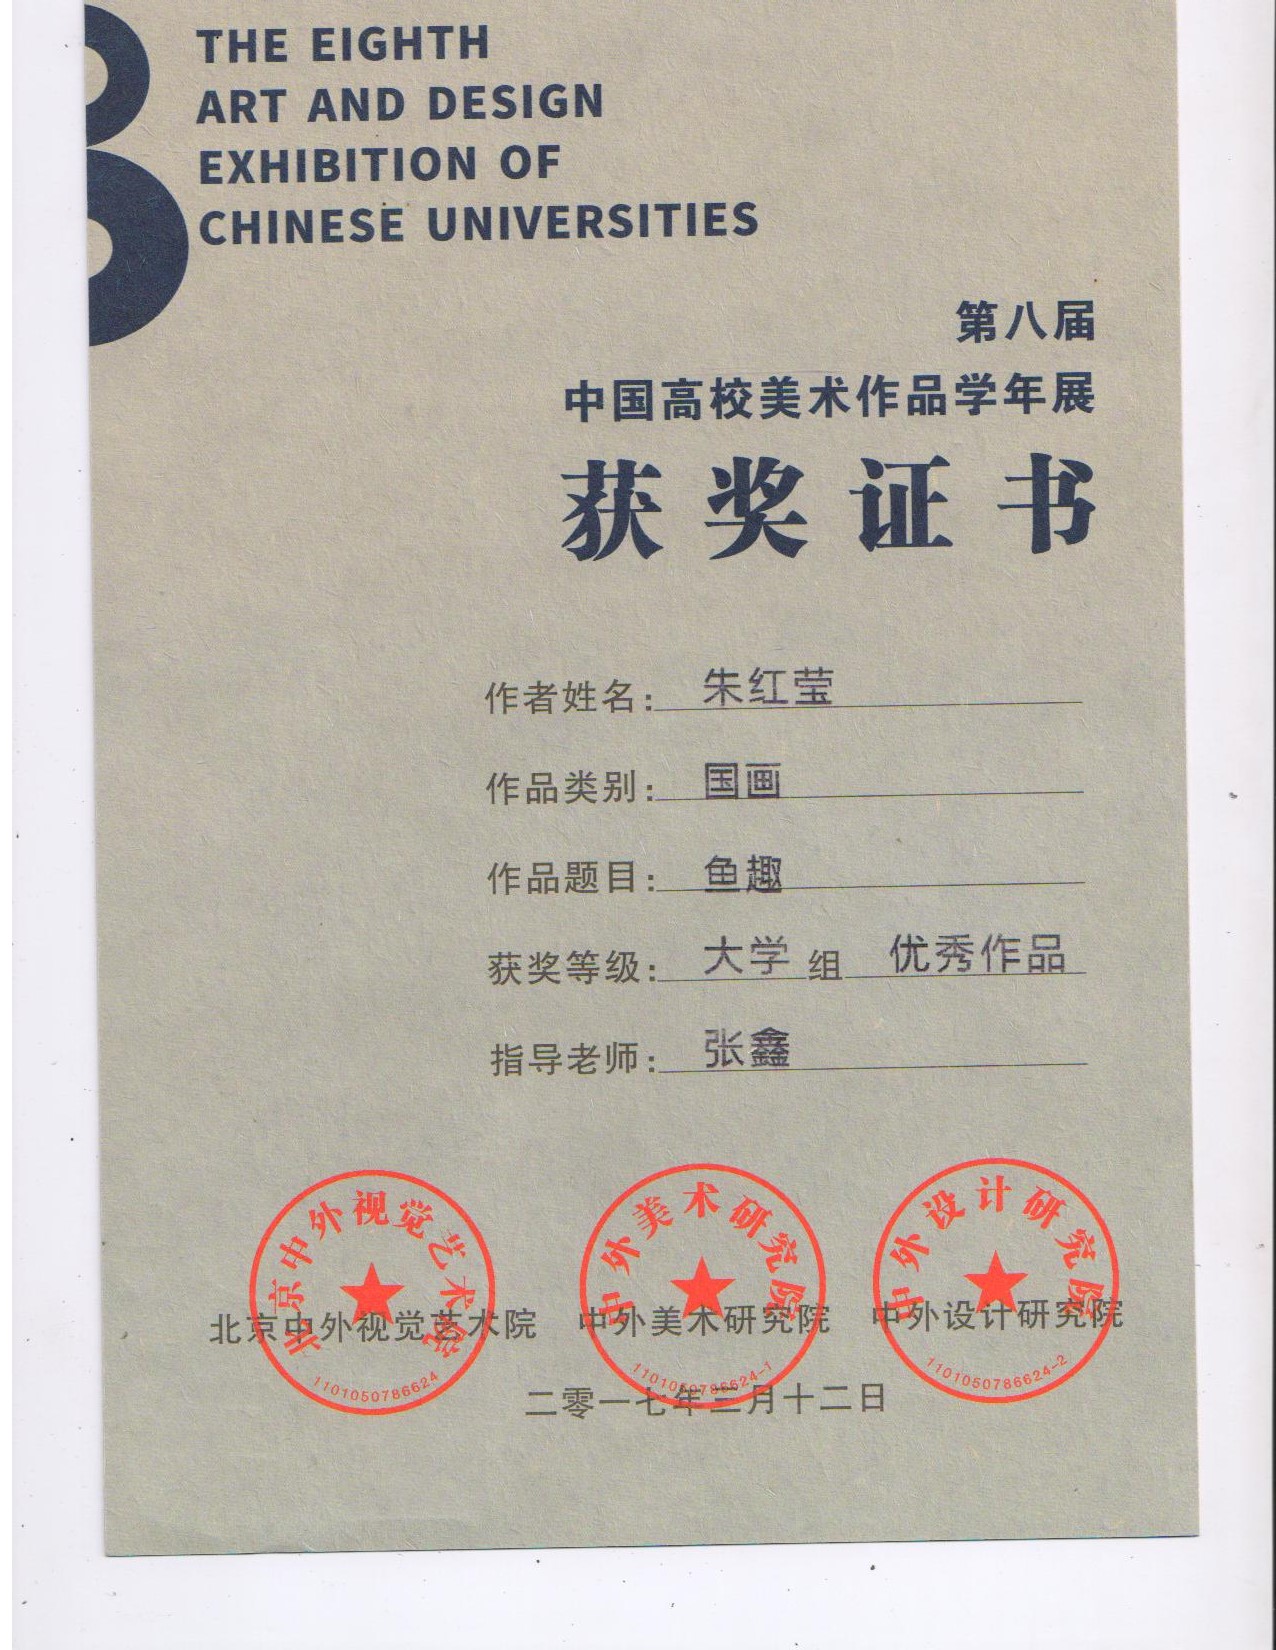 THE EIGHTH
ART AND DESIGN
EXHIBITION OF
CHINESE UNIVERSITIES
第八届
中国高校美术作品学年展
获奖证书
作者姓名: 朱红莹
作品类别: 国画
作品题目: 鱼趣
获奖等级: 大学 组 优秀作品
指导老师: 张鑫
北京中外视觉艺术院
中外美术研究院
中外设计研究院
北京中外视觉艺术院 中外美术研究院 中外设计研究院
1101050786624
1101050786624-1
1101050786624-2
二零一七年三月十二日